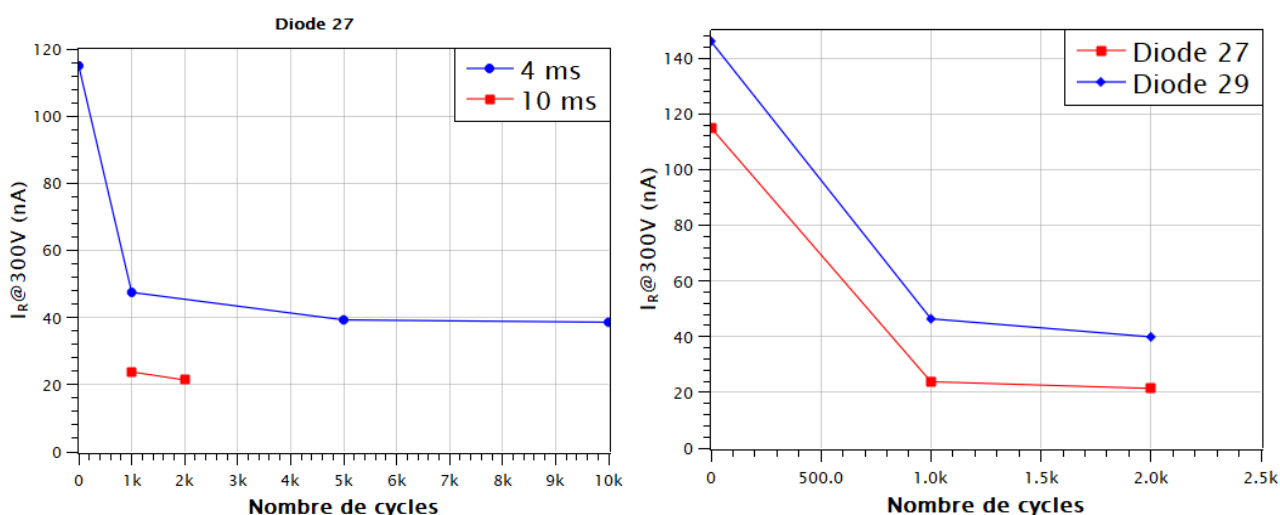 Diode 27
120
100
80
60
40
20
0
I_R@300V (nA)
4 ms
10 ms
0 1k 2k 3k 4k 5k 6k 7k 8k 9k 10k
Nombre de cycles
140
120
100
80
60
40
20
0
I_R@300V (nA)
Diode 27
Diode 29
0 500.0 1.0k 1.5k 2.0k 2.5k
Nombre de cycles